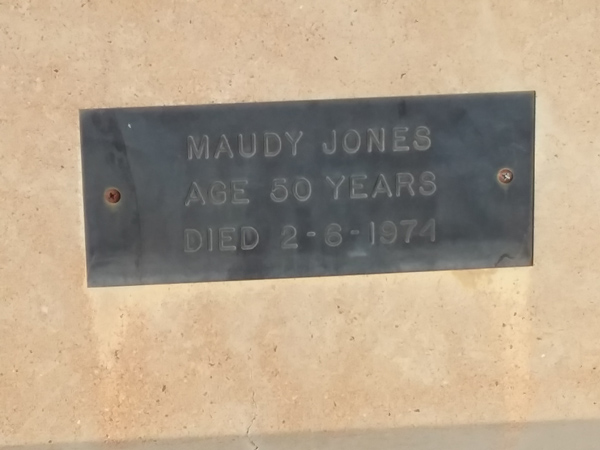 MAUDY JONES
AGE 50 YEARS
DIED 2-6-1974